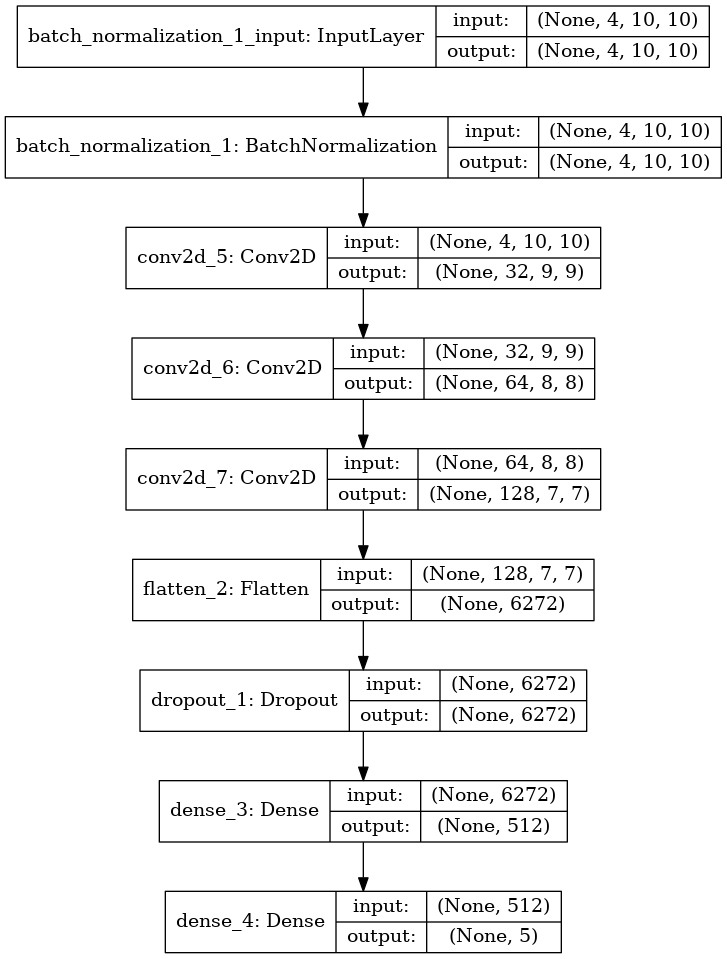 batch_normalization_1_input: InputLayer
input: (None, 4, 10, 10)
output: (None, 4, 10, 10)
batch_normalization_1: BatchNormalization
input: (None, 4, 10, 10)
output: (None, 4, 10, 10)
conv2d_5: Conv2D
input: (None, 4, 10, 10)
output: (None, 32, 9, 9)
conv2d_6: Conv2D
input: (None, 32, 9, 9)
output: (None, 64, 8, 8)
conv2d_7: Conv2D
input: (None, 64, 8, 8)
output: (None, 128, 7, 7)
flatten_2: Flatten
input: (None, 128, 7, 7)
output: (None, 6272)
dropout_1: Dropout
input: (None, 6272)
output: (None, 6272)
dense_3: Dense
input: (None, 6272)
output: (None, 512)
dense_4: Dense
input: (None, 512)
output: (None, 5)